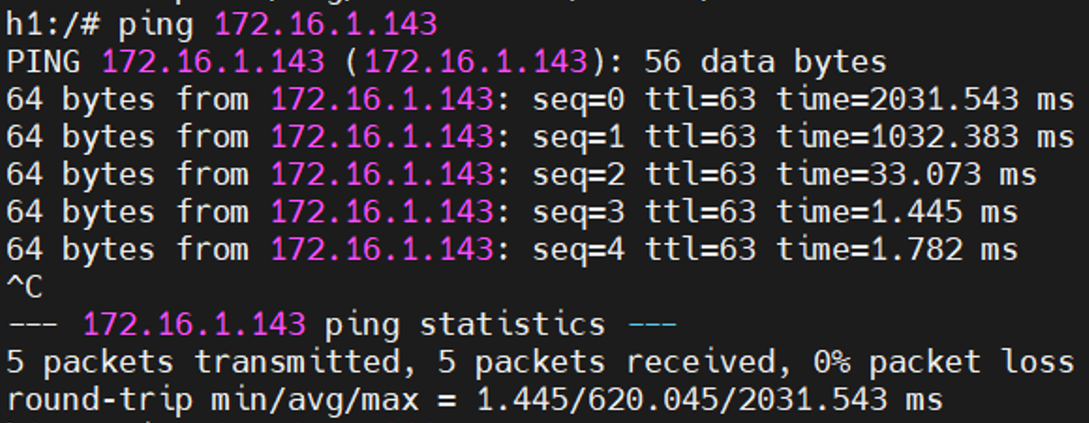 h1:/# ping 172.16.1.143
PING 172.16.1.143 (172.16.1.143): 56 data bytes
64 bytes from 172.16.1.143: seq=0 ttl=63 time=2031.543 ms
64 bytes from 172.16.1.143: seq=1 ttl=63 time=1032.383 ms
64 bytes from 172.16.1.143: seq=2 ttl=63 time=33.073 ms
64 bytes from 172.16.1.143: seq=3 ttl=63 time=1.445 ms
64 bytes from 172.16.1.143: seq=4 ttl=63 time=1.782 ms
^C
--- 172.16.1.143 ping statistics ---
5 packets transmitted, 5 packets received, 0% packet loss
round-trip min/avg/max = 1.445/620.045/2031.543 ms